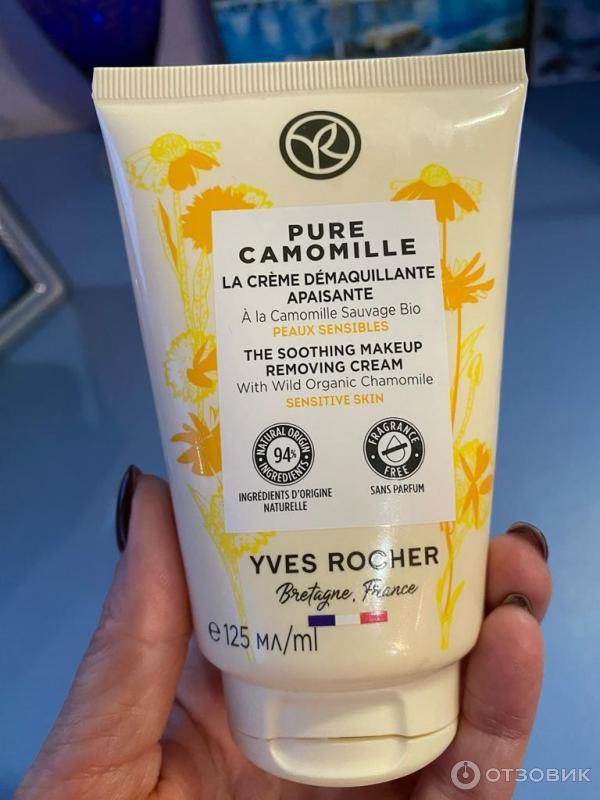 PURE
CAMOMILLE
LA CRÈME DÉMAQUILLANTE
APAISANTE
À la Camomille Sauvage Bio
PEAUX SENSIBLES
THE SOOTHING MAKEUP
REMOVING CREAM
With Wild Organic Chamomile
SENSITIVE SKIN
NATURAL ORIGIN
94%
INGREDIENTS
INGRÉDIENTS D'ORIGINE
NATURELLE
FRAGRANCE
FREE
SANS PARFUM
YVES ROCHER
Bretagne, France
℮ 125 мл/ml
ОТЗОВИК